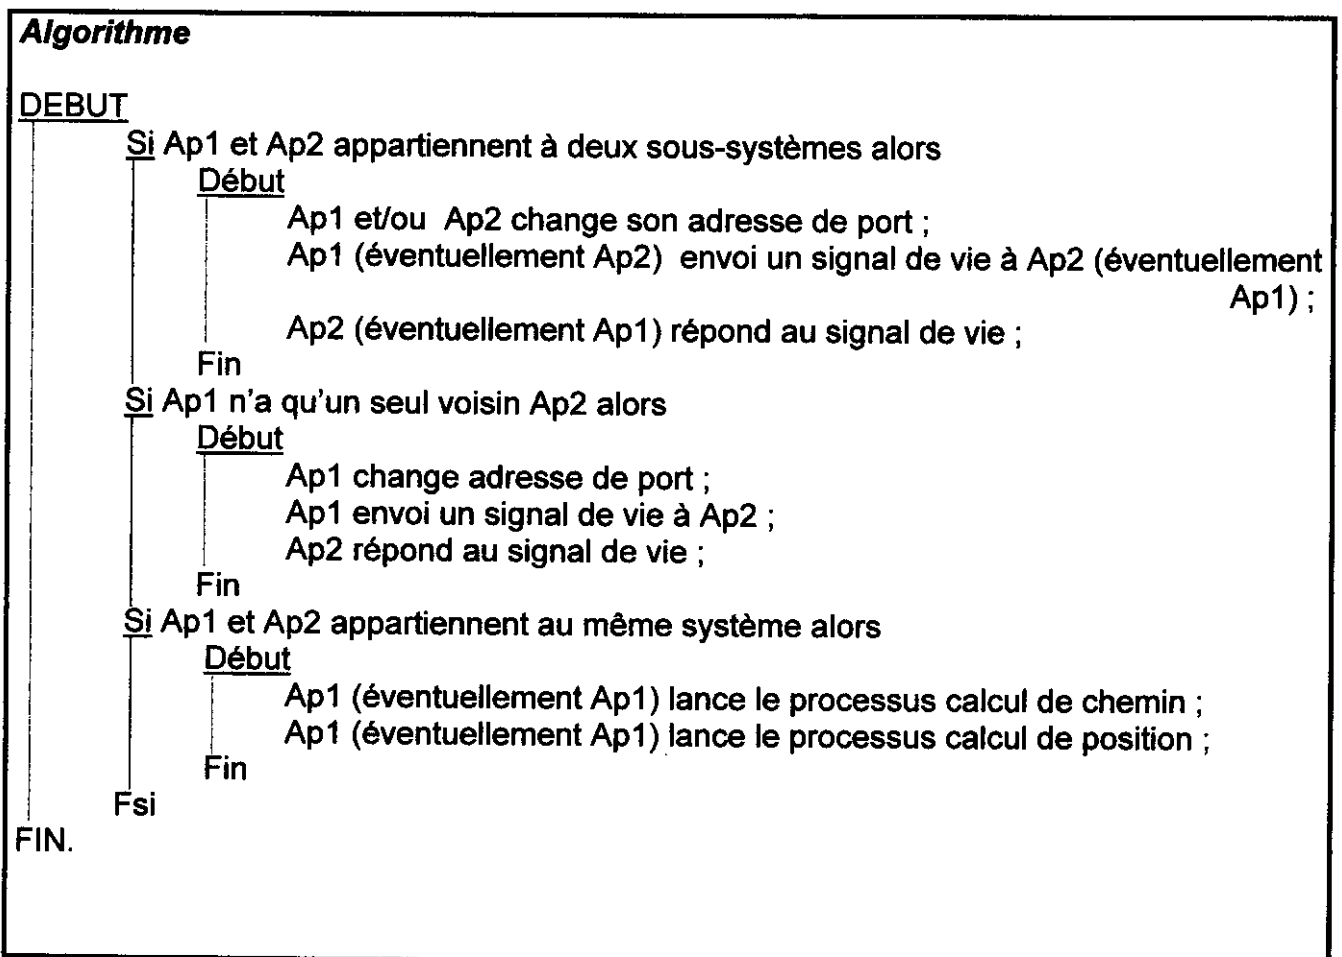 Algorithme
DEBUT
Si Ap1 et Ap2 appartiennent à deux sous-systèmes alors
Début
Ap1 et/ou Ap2 change son adresse de port ;
Ap1 (éventuellement Ap2) envoi un signal de vie à Ap2 (éventuellement
Ap1) ;
Ap2 (éventuellement Ap1) répond au signal de vie ;
Fin
Si Ap1 n'a qu'un seul voisin Ap2 alors
Début
Ap1 change adresse de port ;
Ap1 envoi un signal de vie à Ap2 ;
Ap2 répond au signal de vie ;
Fin
Si Ap1 et Ap2 appartiennent au même système alors
Début
Ap1 (éventuellement Ap1) lance le processus calcul de chemin ;
Ap1 (éventuellement Ap1) lance le processus calcul de position ;
Fin
Fsi
FIN.